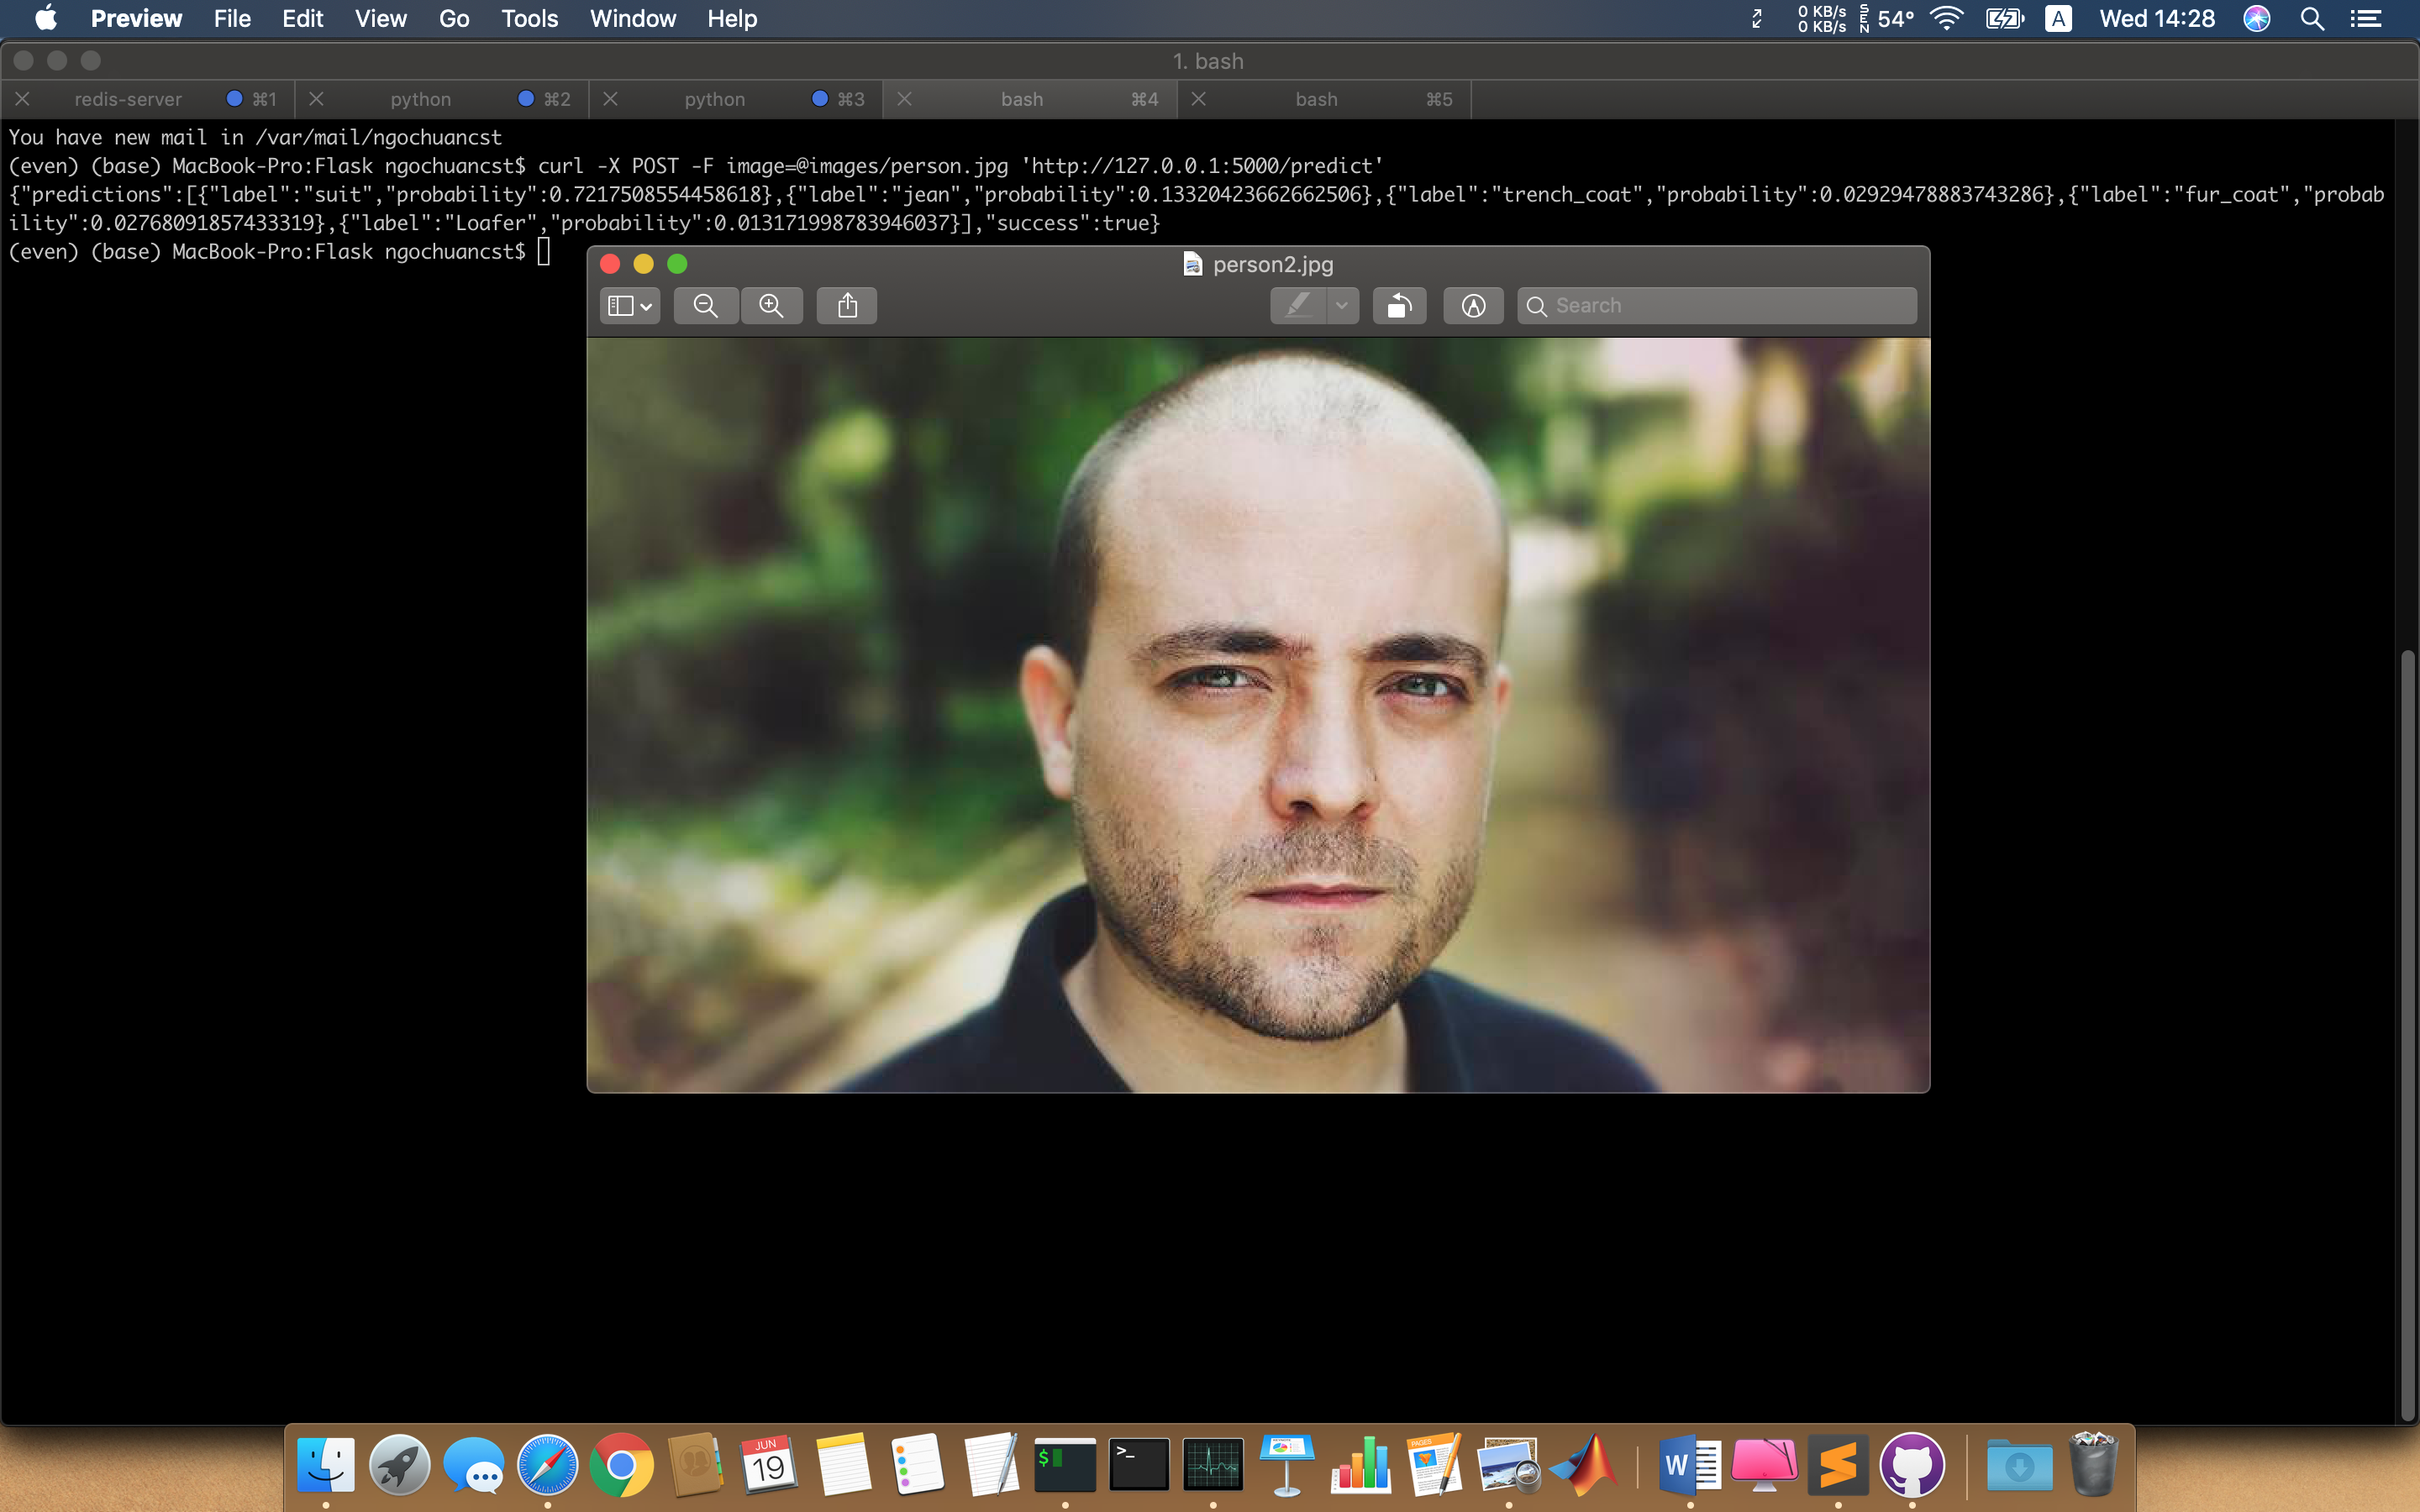 Preview File Edit View Go Tools Window Help
0 KB/s
0 KB/s
SEN 54° A Wed 14:28
1. bash
redis-server ⌘1 python ⌘2 python ⌘3 bash ⌘4 bash ⌘5
You have new mail in /var/mail/ngochuancst
(even) (base) MacBook-Pro:Flask ngochuancst$ curl -X POST -F image=@images/person.jpg 'http://127.0.0.1:5000/predict'
{"predictions":[{"label":"suit","probability":0.7217508554458618},{"label":"jean","probability":0.13320423662662506},{"label":"trench_coat","probability":0.02929478883743286},{"label":"fur_coat","probab
ility":0.02768091857433319},{"label":"Loafer","probability":0.013171998783946037}],"success":true}
(even) (base) MacBook-Pro:Flask ngochuancst$
person2.jpg
Search
JUN
19
$
>_
PAGES
W